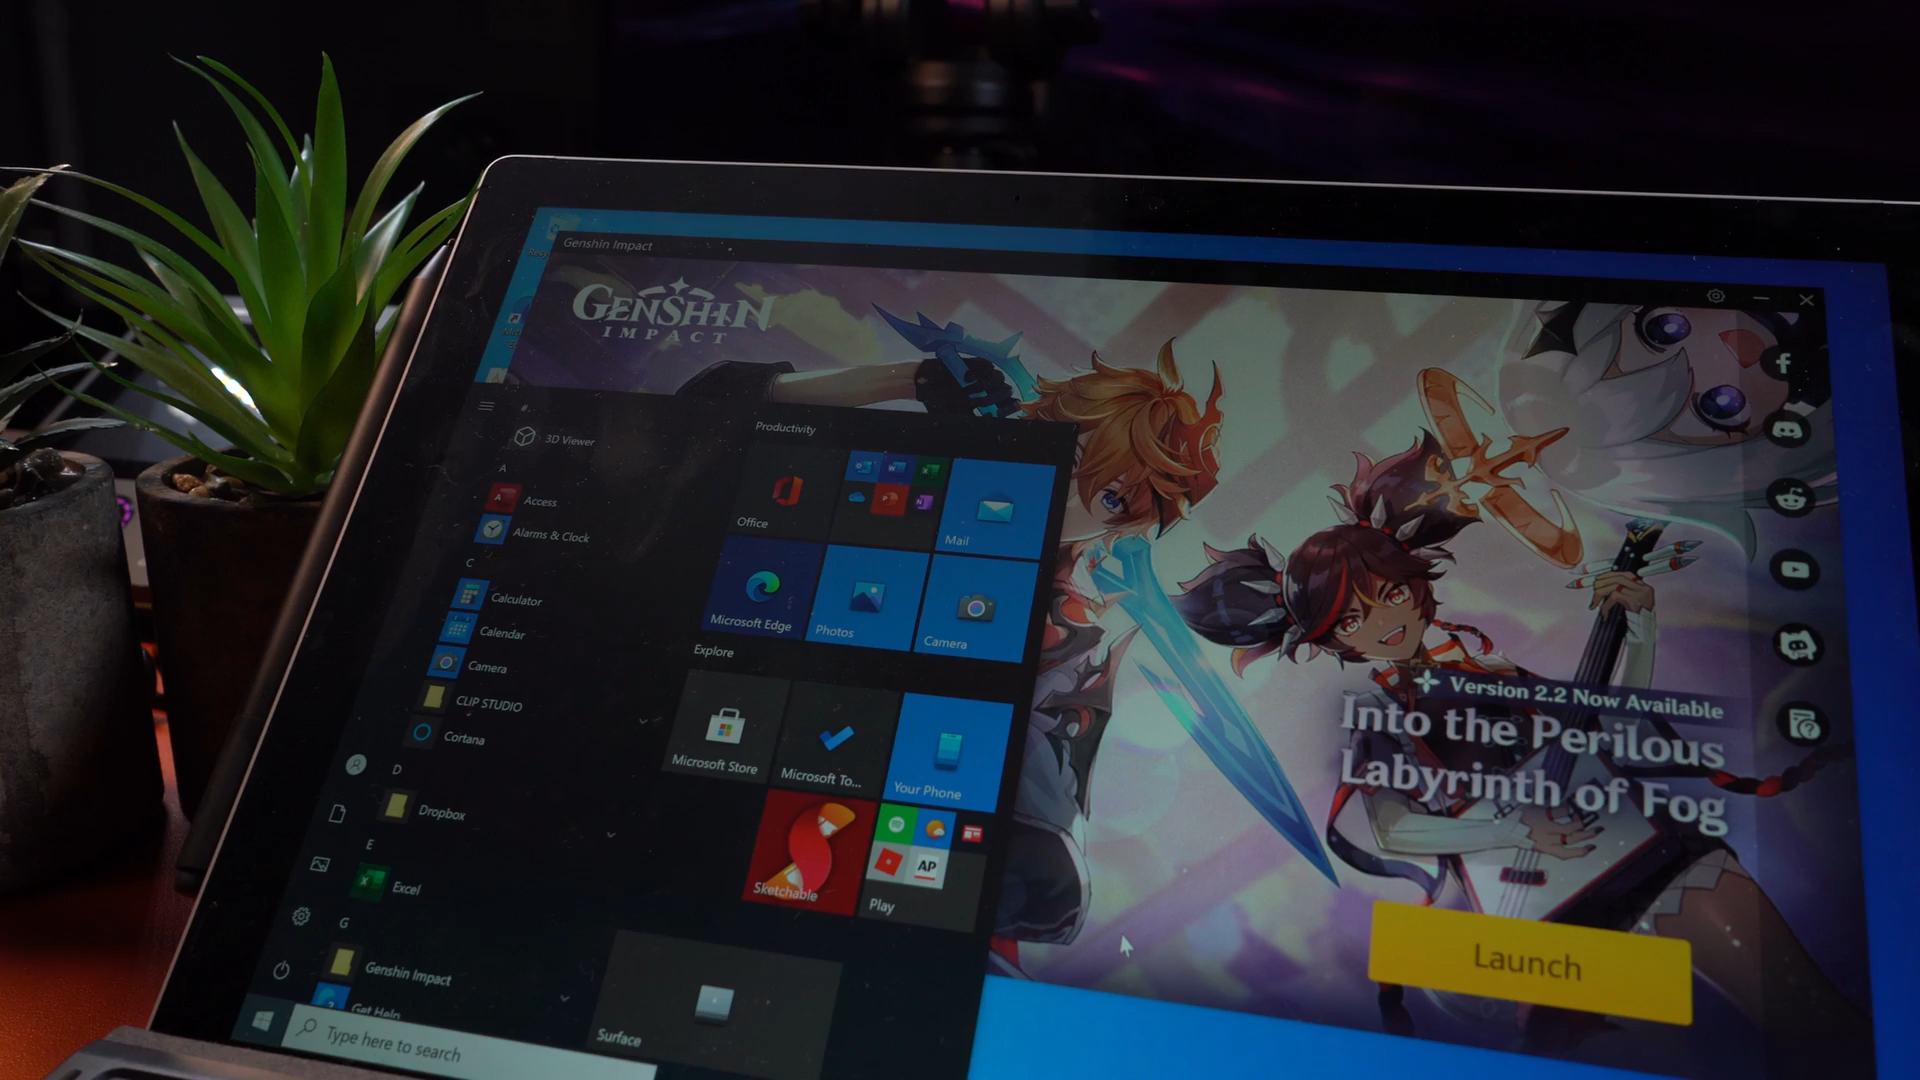 Genshin Impact
GENSHIN
IMPACT
3D Viewer
A
Access
Alarms & Clock
C
Calculator
Calendar
Camera
CLIP STUDIO
Cortana
D
Dropbox
E
Excel
G
Genshin Impact
Get Help
Type here to search
Productivity
Office
Mail
Microsoft Edge
Photos
Camera
Explore
Microsoft Store
Microsoft To...
Your Phone
Sketchable
AP
Play
Surface
Version 2.2 Now Available
Into the Perilous
Labyrinth of Fog
Launch